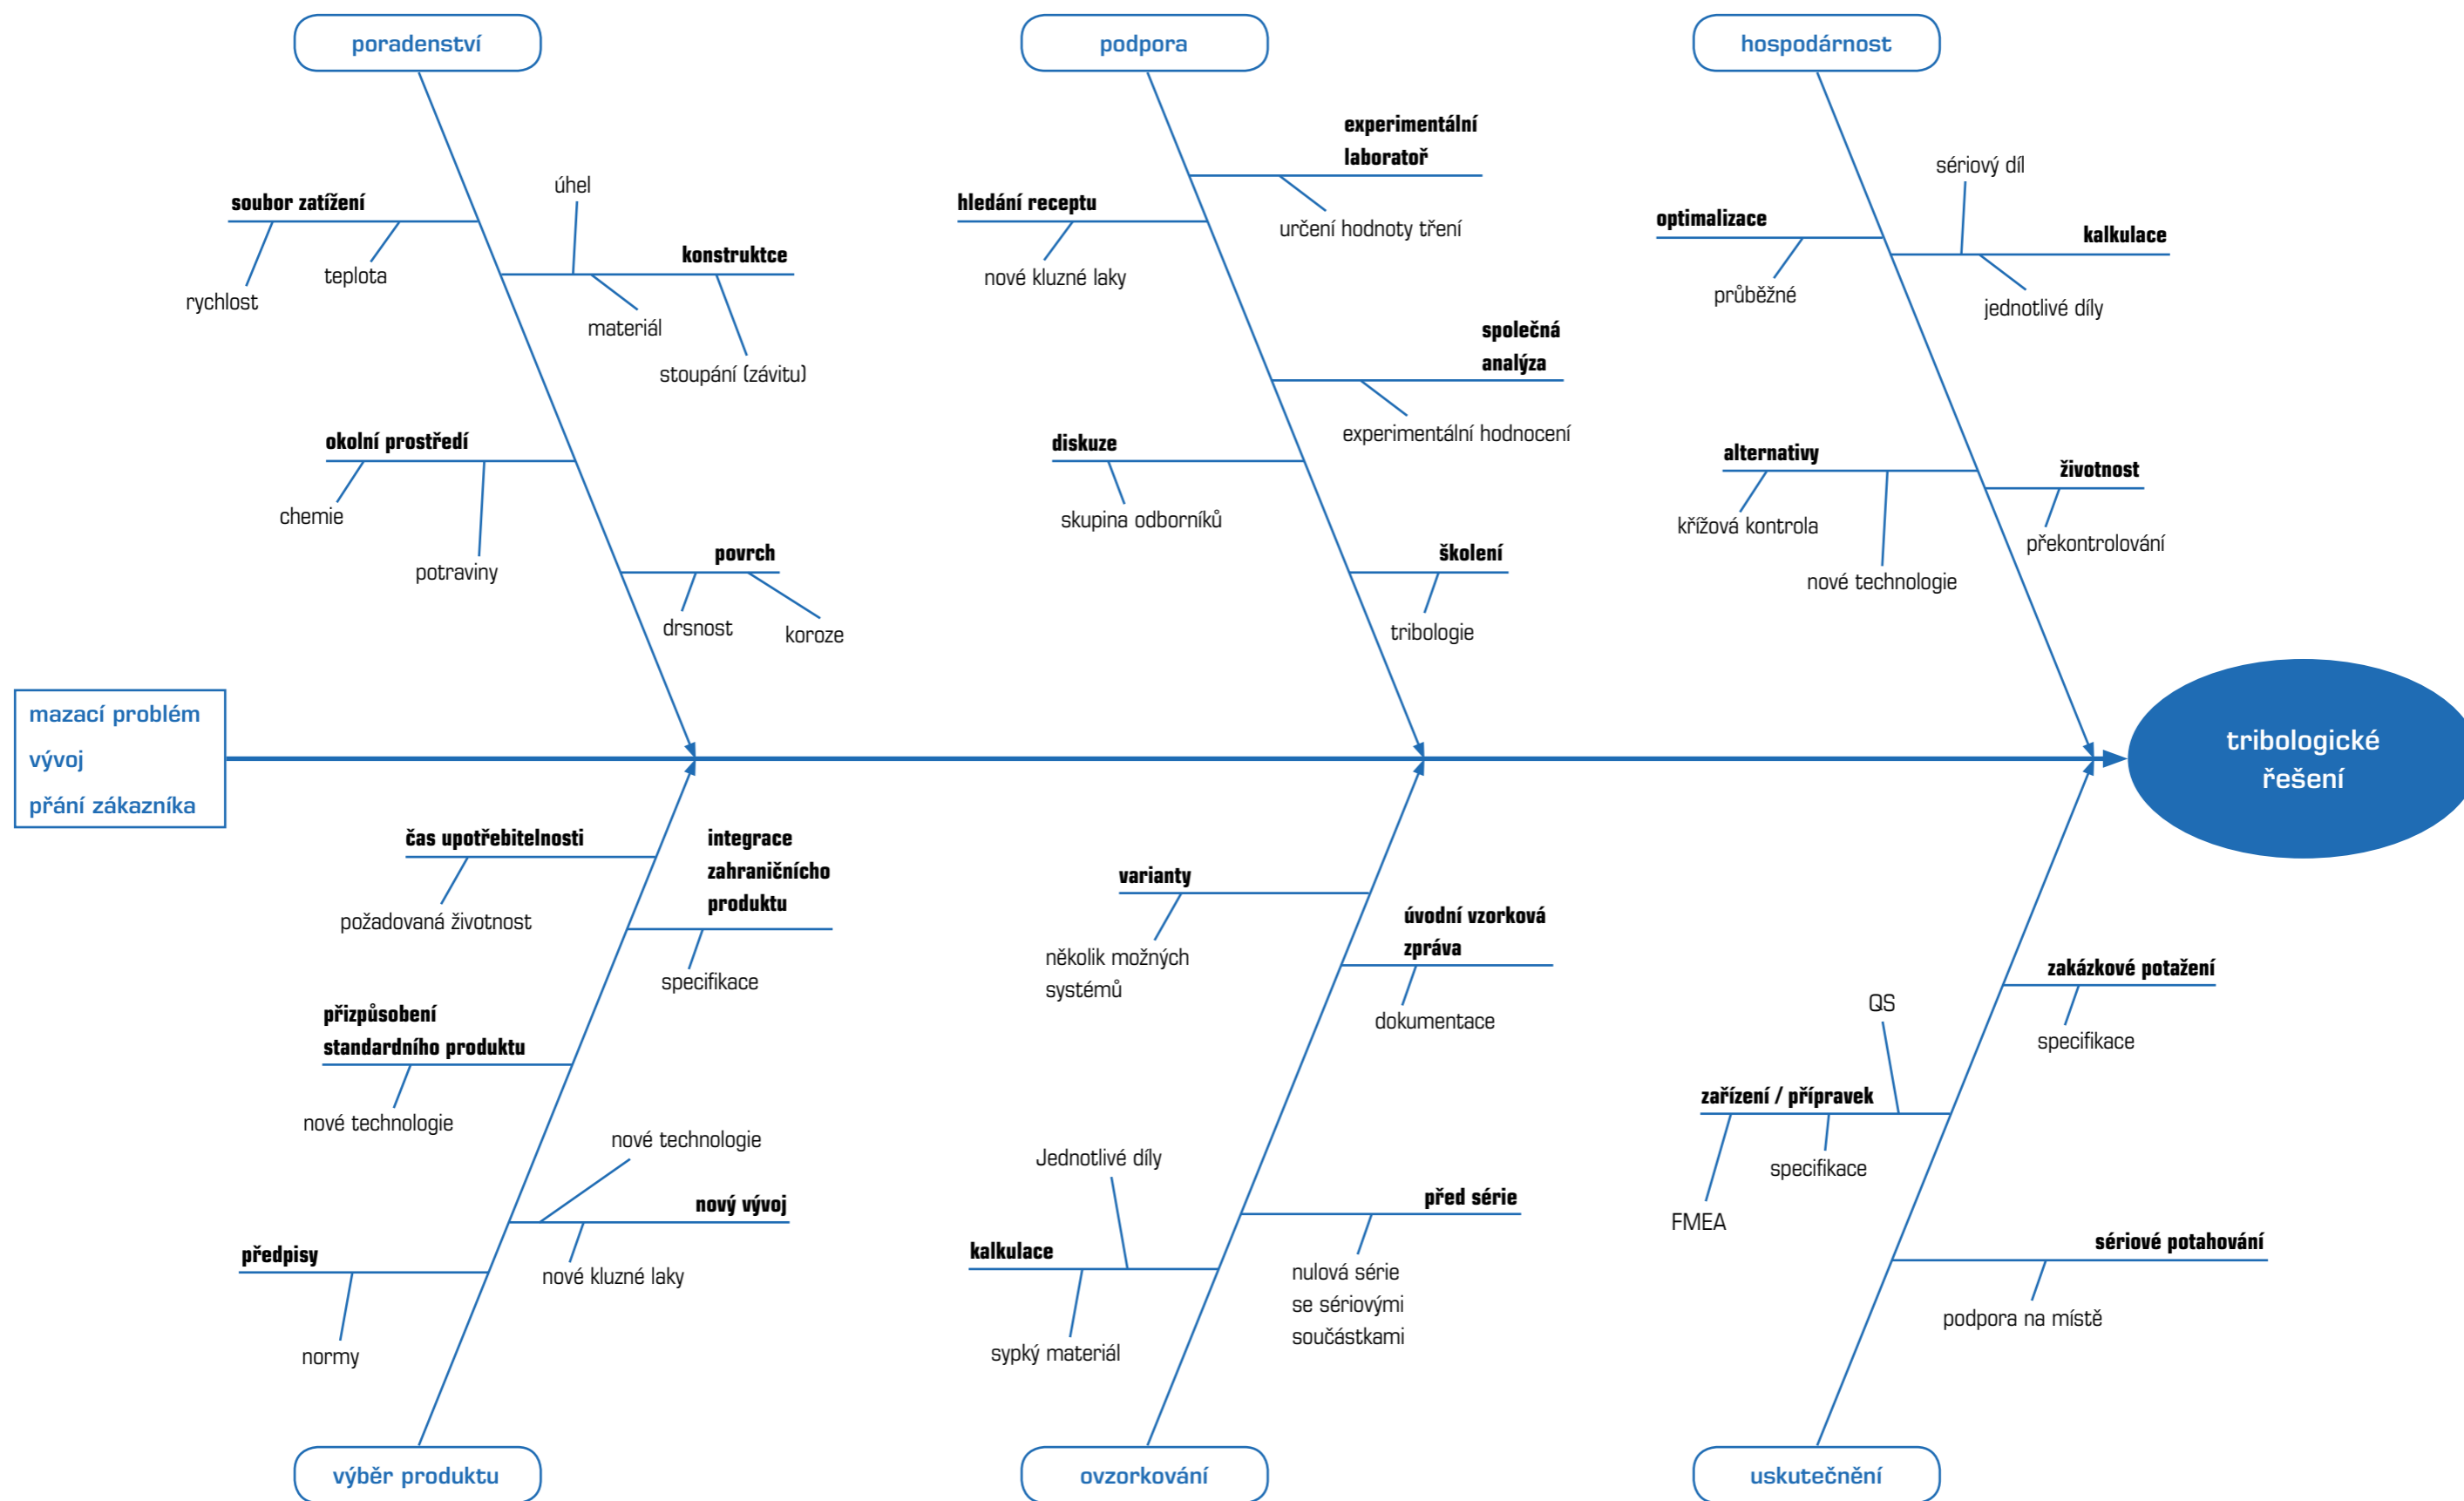 poradenství
podpora
hospodárnost
soubor zatížení
rychlost
teplota
úhel
konstruktce
materiál
stoupání (závitu)
okolní prostředí
chemie
potraviny
povrch
drsnost
koroze
experimentální
laboratoř
určení hodnoty tření
hledání receptu
nové kluzné laky
společná
analýza
experimentální hodnocení
diskuze
skupina odborníků
školení
tribologie
sériový díl
optimalizace
průběžné
kalkulace
jednotlivé díly
alternativy
křížová kontrola
nové technologie
životnost
překontrolování
mazací problém
vývoj
přání zákazníka
tribologické
řešení
čas upotřebitelnosti
požadovaná životnost
integrace
zahraničnícho
produktu
specifikace
přizpůsobení
standardního produktu
nové technologie
nové technologie
nový vývoj
nové kluzné laky
předpisy
normy
varianty
několik možných
systémů
úvodní vzorková
zpráva
dokumentace
Jednotlivé díly
kalkulace
sypký materiál
před série
nulová série
se sériovými
součástkami
zakázkové potažení
specifikace
QS
zařízení / přípravek
specifikace
FMEA
sériové potahování
podpora na místě
výběr produktu
ovzorkování
uskutečnění